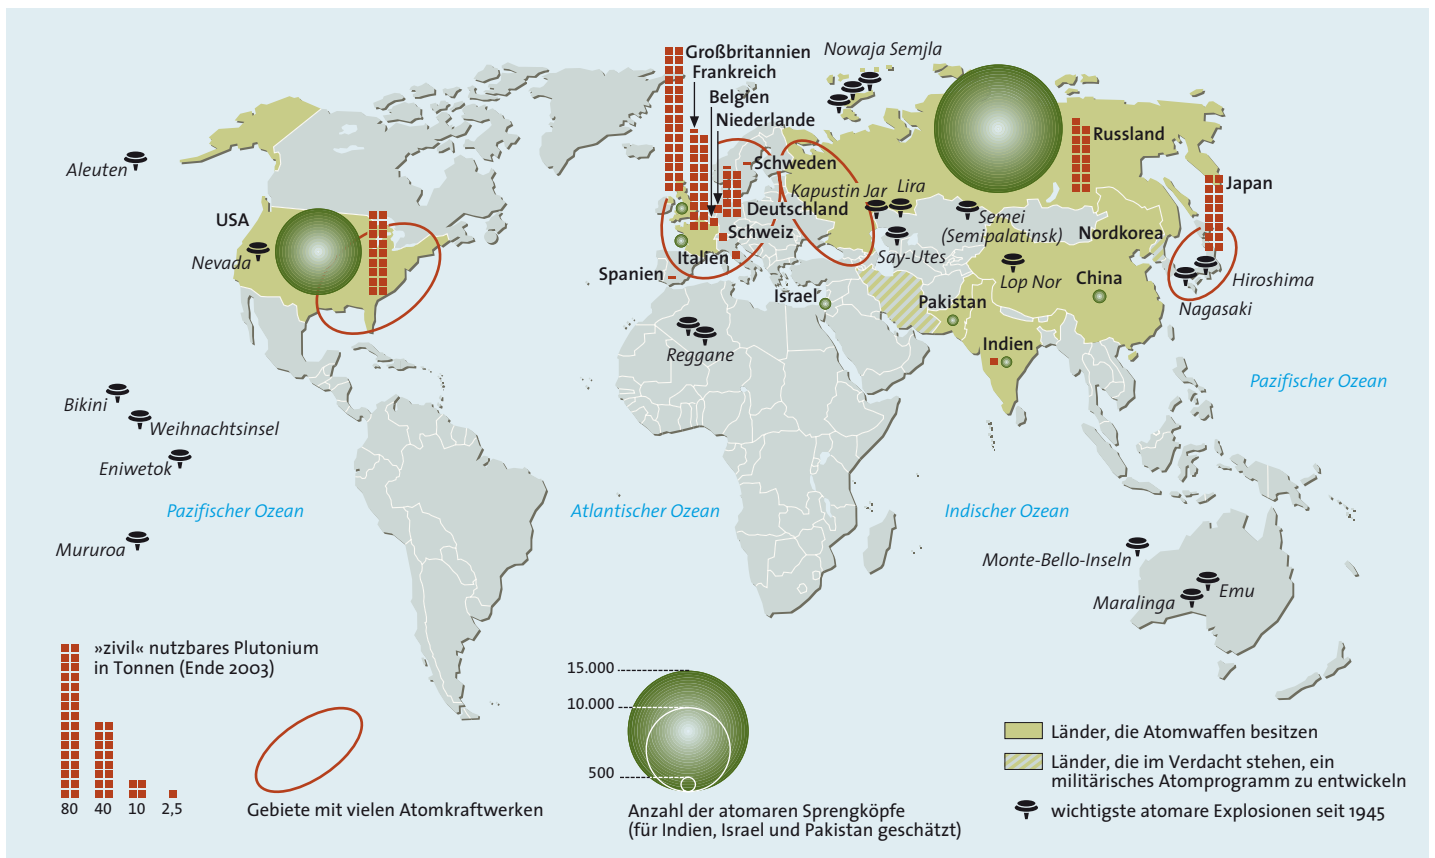 Großbritannien
Frankreich
Belgien
Niederlande
Nowaja Semjla
Russland
Schweden
Aleuten
Kapustin Jar
Lira
Japan
USA
Deutschland
Semei
(Semipalatinsk)
Nordkorea
Schweiz
Nevada
Italien
Say-Utes
Spanien
Lop Nor
China
Hiroshima
Israel
Pakistan
Nagasaki
Reggane
Indien
Pazifischer Ozean
Bikini
Weihnachtsinsel
Eniwetok
Pazifischer Ozean
Atlantischer Ozean
Indischer Ozean
Mururoa
Monte-Bello-Inseln
Emu
Maralinga
»zivil« nutzbares Plutonium
in Tonnen (Ende 2003)
80 40 10 2,5
Gebiete mit vielen Atomkraftwerken
15.000
10.000
500
Anzahl der atomaren Sprengköpfe
(für Indien, Israel und Pakistan geschätzt)
Länder, die Atomwaffen besitzen
Länder, die im Verdacht stehen, ein
militärisches Atomprogramm zu entwickeln
wichtigste atomare Explosionen seit 1945